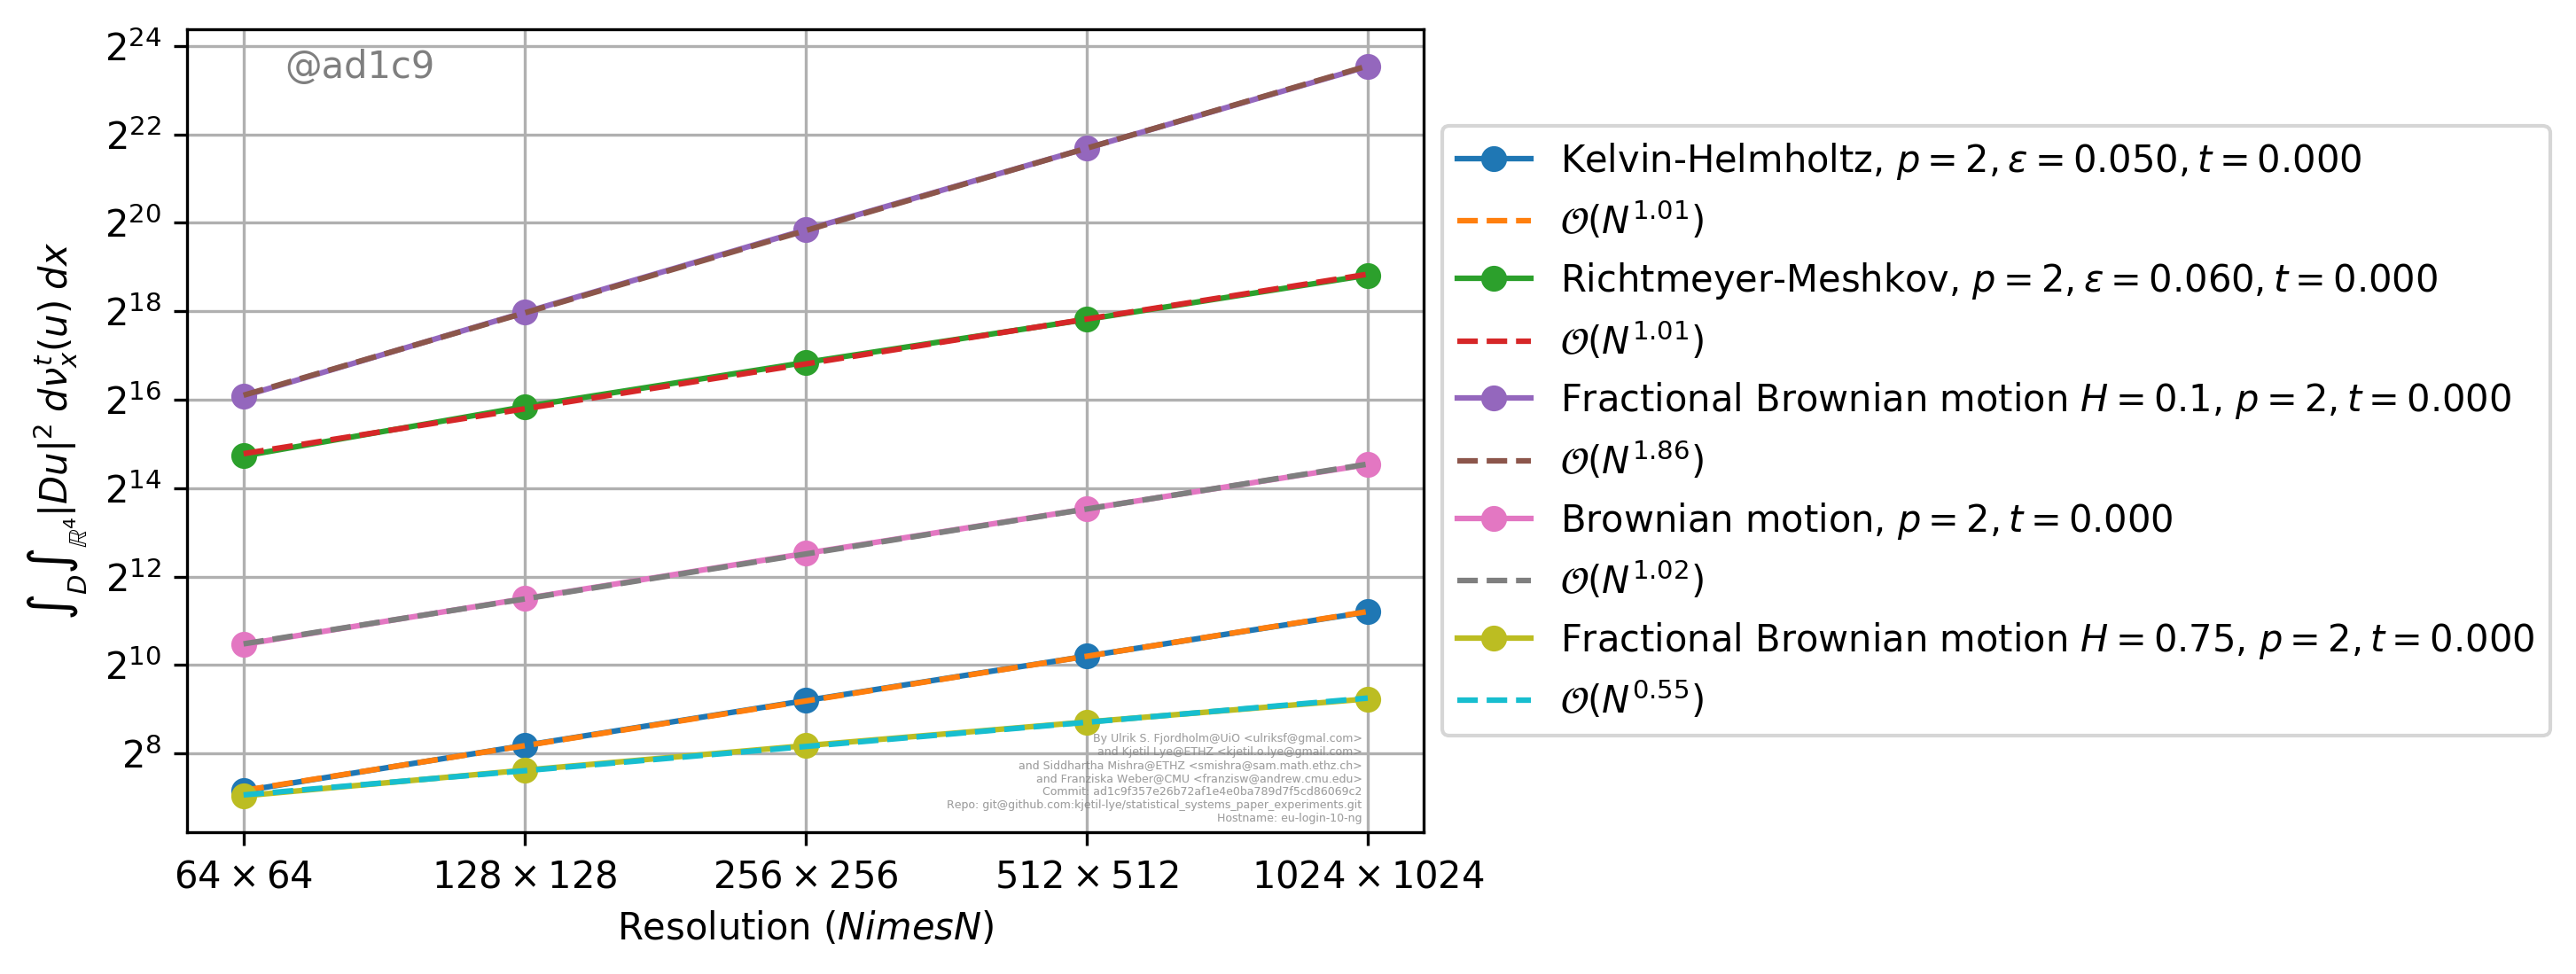 @ad1c9
2^24
2^22
2^20
2^18
2^16
2^14
2^12
2^10
2^8
∫_D ∫_{ℝ^4} |Du|^2 dν_x^t(u) dx
64 × 64
128 × 128
256 × 256
512 × 512
1024 × 1024
Resolution (NimesN)
By Ulrik S. Fjordholm@UiO <ulriksf@gmal.com>
and Kjetil Lye@ETHZ <kjetil.o.lye@gmail.com>
and Siddhartha Mishra@ETHZ <smishra@sam.math.ethz.ch>
and Franziska Weber@CMU <franzisw@andrew.cmu.edu>
Commit: ad1c9f357e26b72af1e4e0ba789d7f5cd86069c2
Repo: git@github.com:kjetil-lye/statistical_systems_paper_experiments.git
Hostname: eu-login-10-ng
Kelvin-Helmholtz, p = 2, ε = 0.050, t = 0.000
𝒪(N^1.01)
Richtmeyer-Meshkov, p = 2, ε = 0.060, t = 0.000
𝒪(N^1.01)
Fractional Brownian motion H = 0.1, p = 2, t = 0.000
𝒪(N^1.86)
Brownian motion, p = 2, t = 0.000
𝒪(N^1.02)
Fractional Brownian motion H = 0.75, p = 2, t = 0.000
𝒪(N^0.55)